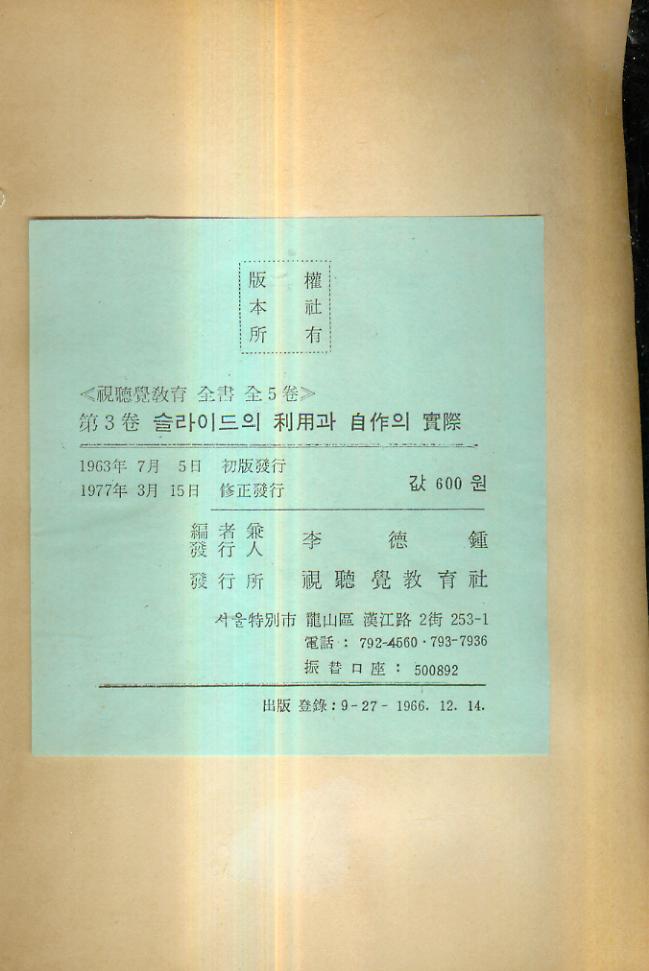 版 權
本 社
所 有
≪視聽覺敎育 全書 全5卷≫
第3卷 슬라이드의 利用과 自作의 實際
1963年 7月 5日 初版發行
1977年 3月 15日 修正發行
값 600 원
編者兼
發行人 李德鍾
發行所 視聽覺敎育社
서울特別市 龍山區 漢江路 2街 253-1
電話 : 792-4560·793-7936
振替口座 : 500892
出版 登錄 : 9-27- 1966. 12. 14.